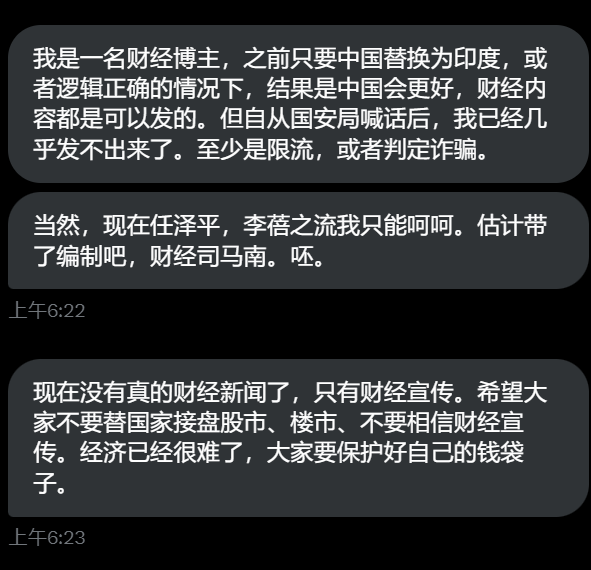 我是一名财经博主，之前只要中国替换为印度，或
者逻辑正确的情况下，结果是中国会更好，财经内
容都是可以发的。但自从国安局喊话后，我已经几
乎发不出来了。至少是限流，或者判定诈骗。
当然，现在任泽平，李蓓之流我只能呵呵。估计带
了编制吧，财经司马南。呸。
上午6:22
现在没有真的财经新闻了，只有财经宣传。希望大
家不要替国家接盘股市、楼市、不要相信财经宣
传。经济已经很难了，大家要保护好自己的钱袋
子。
上午6:23